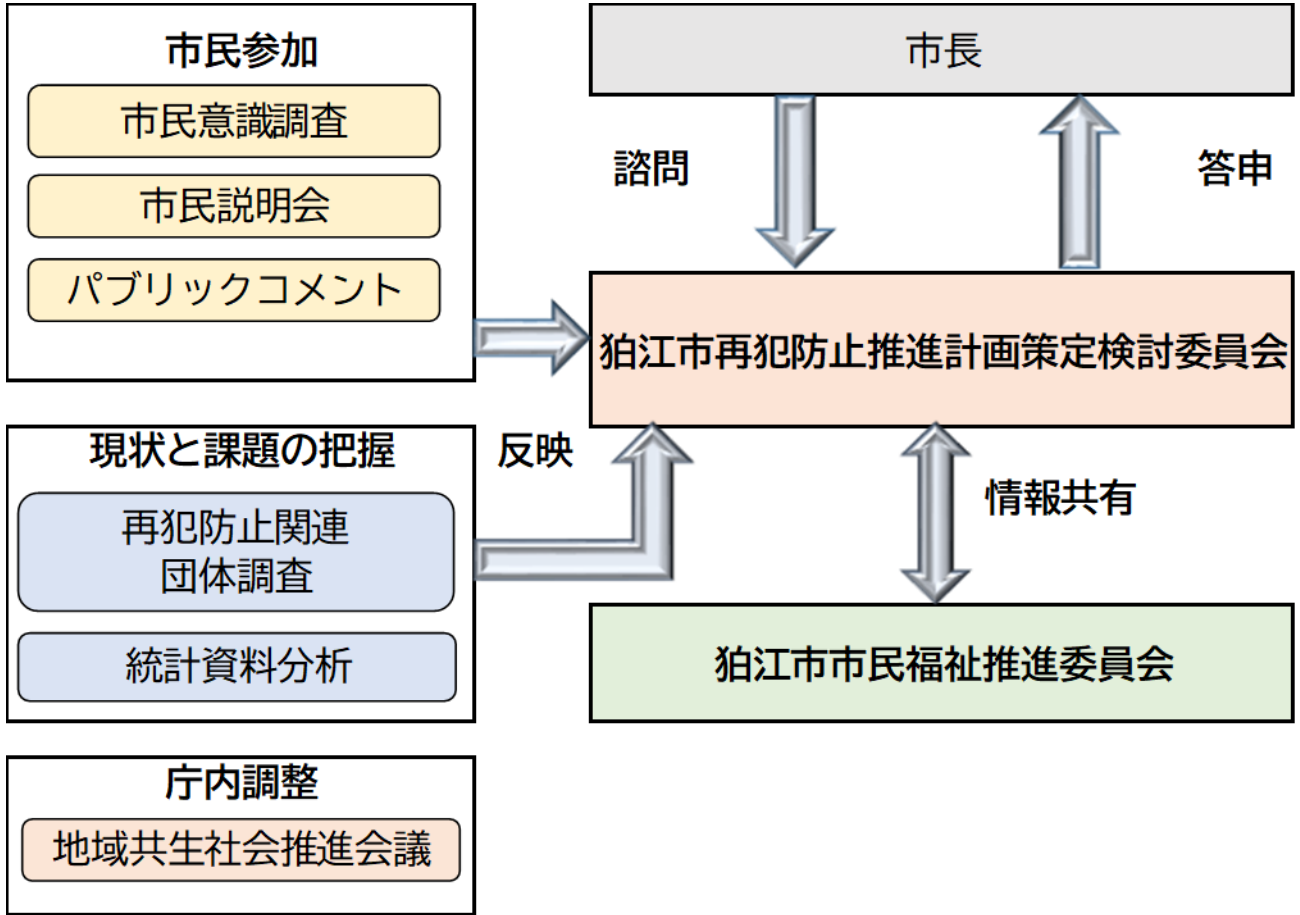 市民参加
市民意識調査
市民説明会
パブリックコメント
現状と課題の把握
再犯防止関連
団体調査
統計資料分析
庁内調整
地域共生社会推進会議
市長
諮問
答申
狛江市再犯防止推進計画策定検討委員会
反映
情報共有
狛江市市民福祉推進委員会